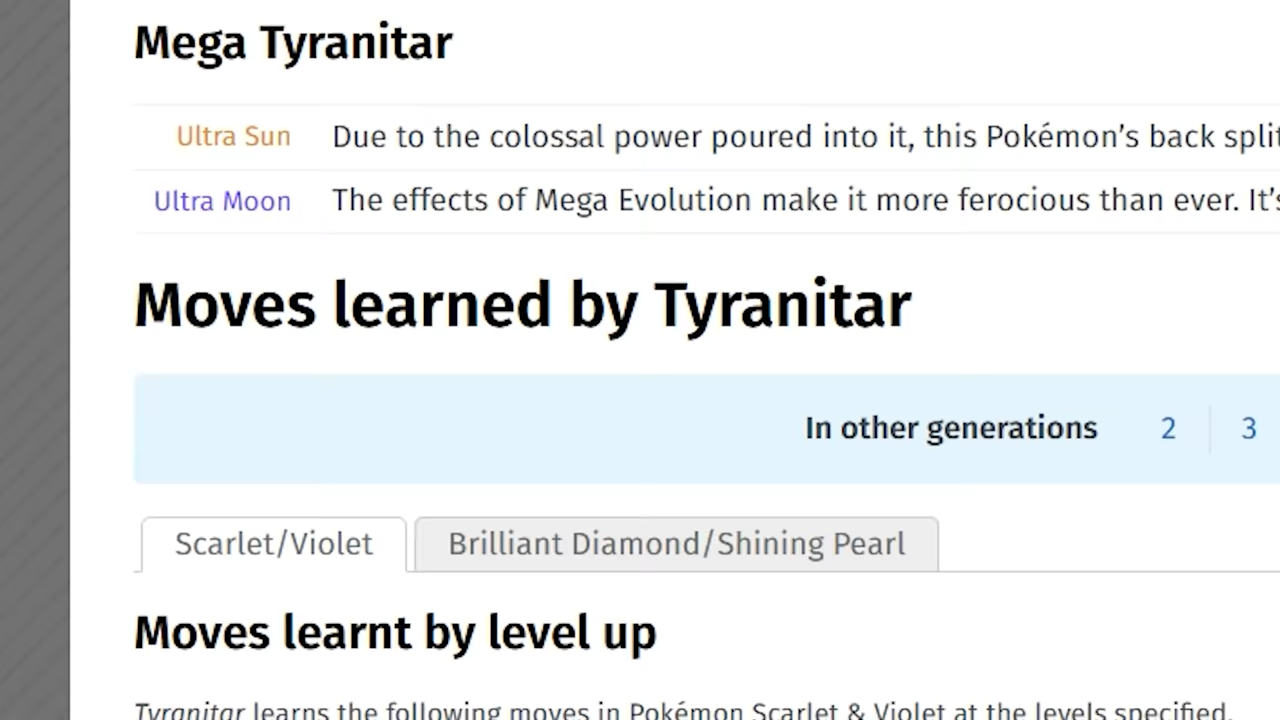 Mega Tyranitar
Ultra Sun Due to the colossal power poured into it, this Pokémon’s back split
Ultra Moon The effects of Mega Evolution make it more ferocious than ever. It’s
Moves learned by Tyranitar
In other generations 2 3
Scarlet/Violet Brilliant Diamond/Shining Pearl
Moves learnt by level up
Tyranitar learns the following moves in Pokémon Scarlet & Violet at the levels specified.